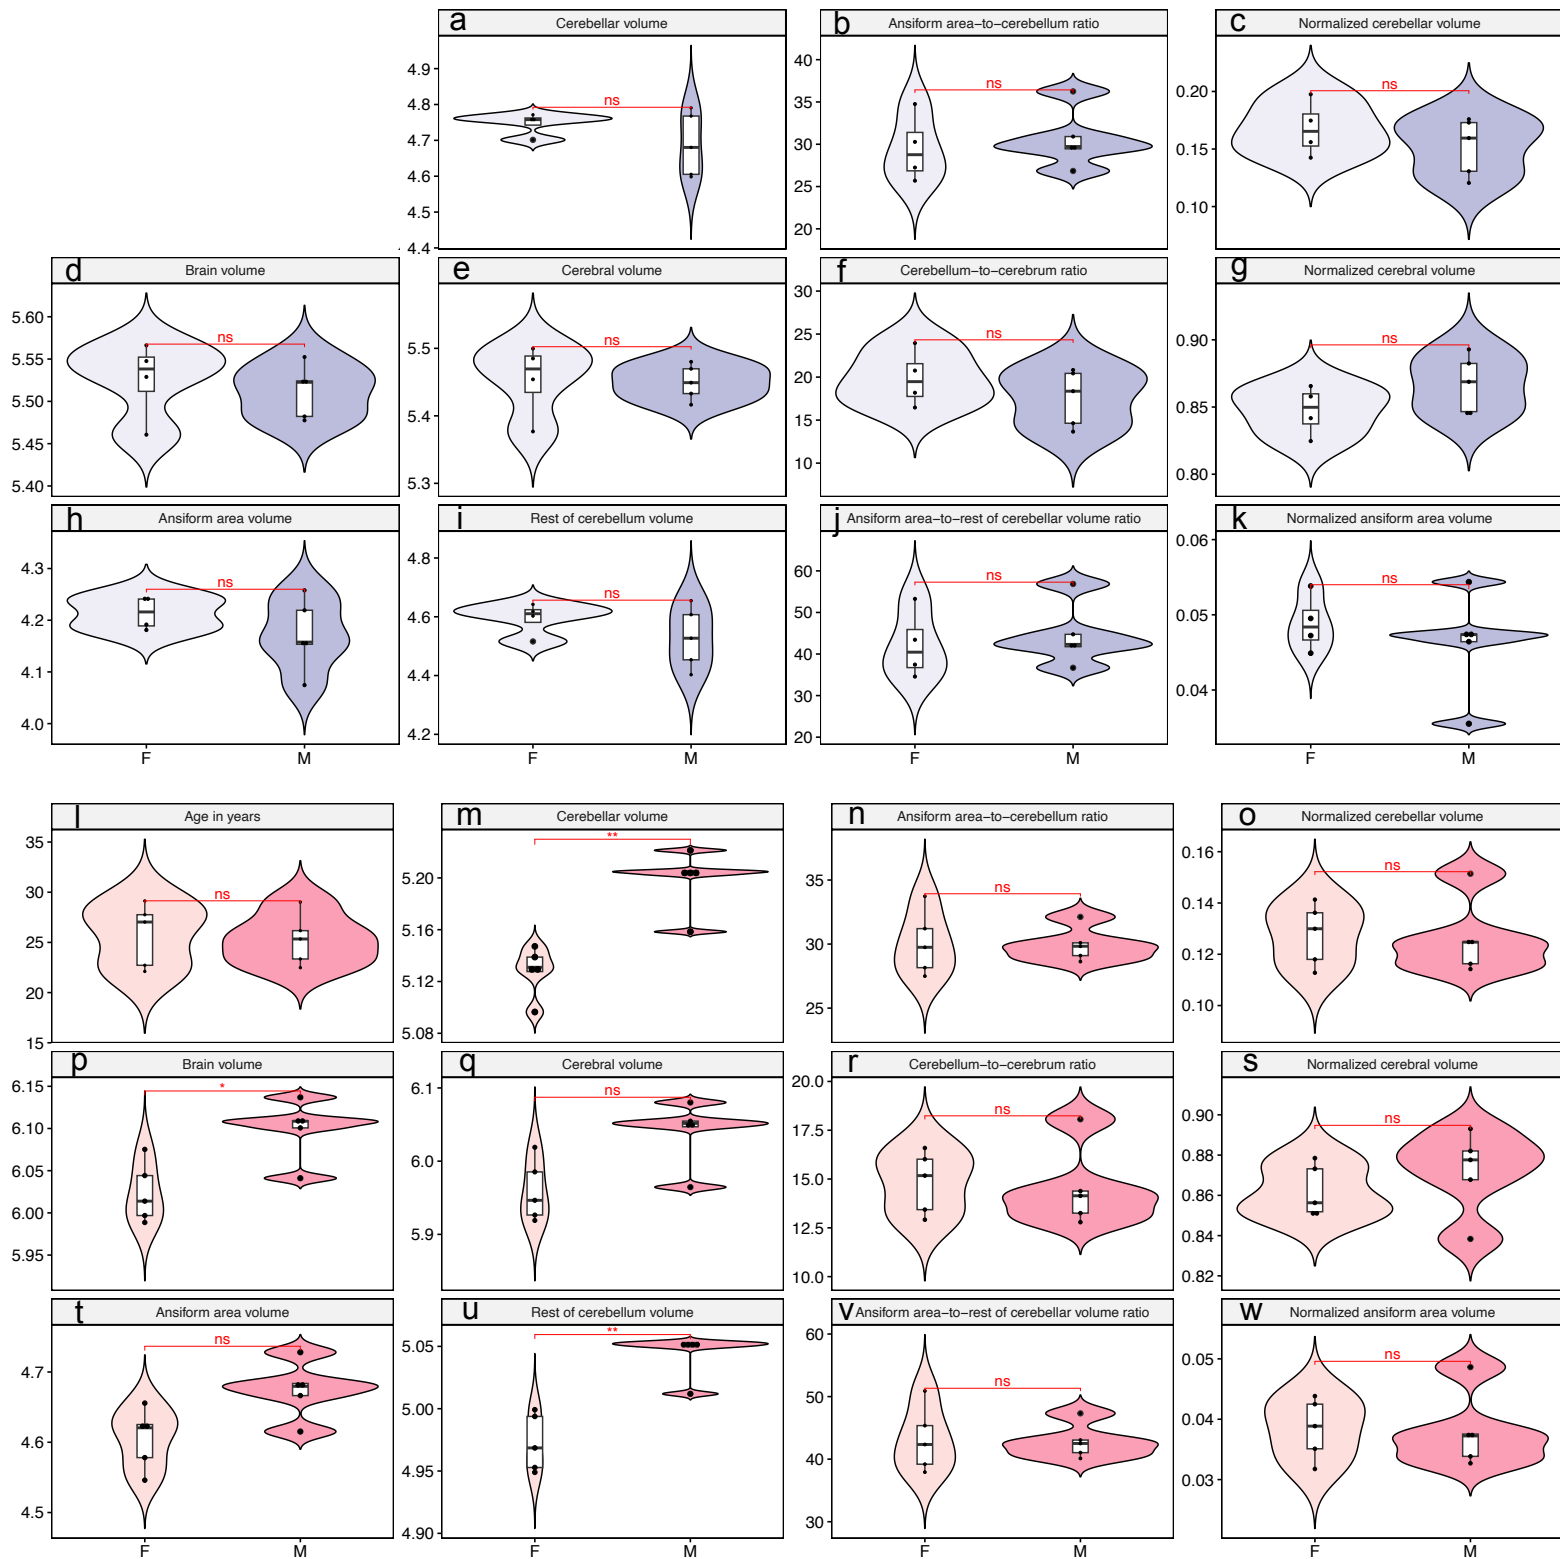 a Cerebellar volume
4.9
4.8
4.7
4.6
4.5
4.4
ns
b Ansiform area−to−cerebellum ratio
40
35
30
25
20
ns
c Normalized cerebellar volume
0.20
0.15
0.10
ns
d Brain volume
5.60
5.55
5.50
5.45
5.40
ns
e Cerebral volume
5.5
5.4
5.3
ns
f Cerebellum−to−cerebrum ratio
30
25
20
15
10
ns
g Normalized cerebral volume
0.90
0.85
0.80
ns
h Ansiform area volume
4.3
4.2
4.1
4.0
ns
F M
i Rest of cerebellum volume
4.8
4.6
4.4
4.2
ns
F M
j Ansiform area−to−rest of cerebellar volume ratio
60
50
40
30
20
ns
F M
k Normalized ansiform area volume
0.06
0.05
0.04
ns
F M
l Age in years
35
30
25
20
15
ns
m Cerebellar volume
5.20
5.16
5.12
5.08
**
n Ansiform area−to−cerebellum ratio
35
30
25
ns
o Normalized cerebellar volume
0.16
0.14
0.12
0.10
ns
p Brain volume
6.15
6.10
6.05
6.00
5.95
*
q Cerebral volume
6.1
6.0
5.9
ns
r Cerebellum−to−cerebrum ratio
20.0
17.5
15.0
12.5
10.0
ns
s Normalized cerebral volume
0.90
0.88
0.86
0.84
0.82
ns
t Ansiform area volume
4.7
4.6
4.5
ns
F M
u Rest of cerebellum volume
5.05
5.00
4.95
4.90
**
F M
v Ansiform area−to−rest of cerebellar volume ratio
60
50
40
30
ns
F M
w Normalized ansiform area volume
0.05
0.04
0.03
ns
F M